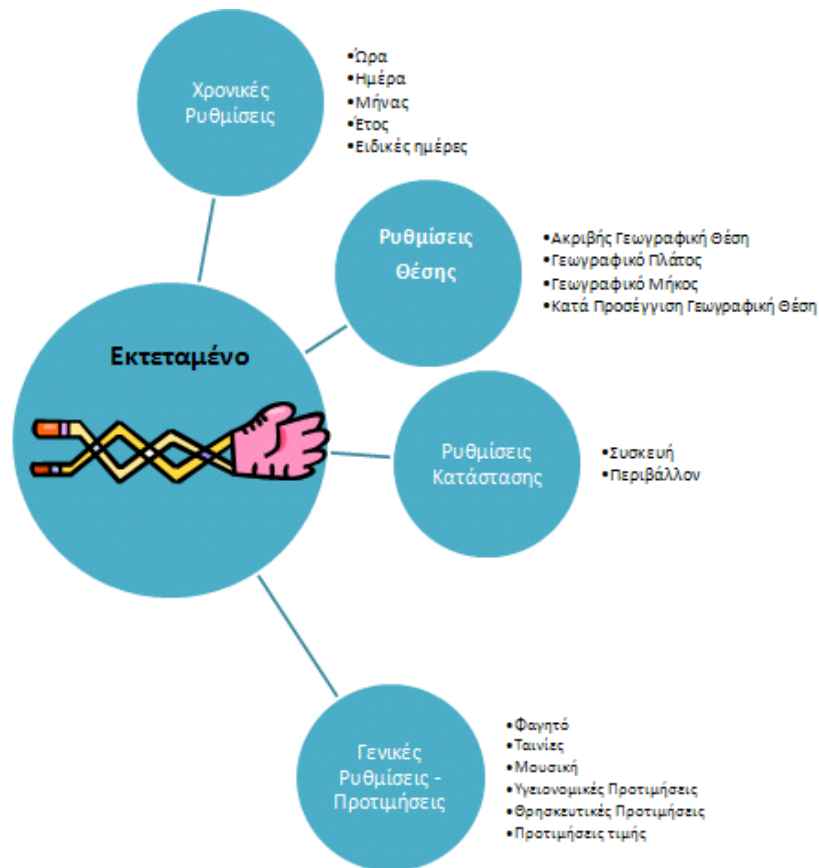 Χρονικές
Ρυθμίσεις
•Ώρα
•Ημέρα
•Μήνας
•Έτος
•Ειδικές ημέρες
Ρυθμίσεις
Θέσης
•Ακριβής Γεωγραφική Θέση
•Γεωγραφικό Πλάτος
•Γεωγραφικό Μήκος
•Κατά Προσέγγιση Γεωγραφική Θέση
Εκτεταμένο
Ρυθμίσεις
Κατάστασης
•Συσκευή
•Περιβάλλον
Γενικές
Ρυθμίσεις -
Προτιμήσεις
•Φαγητό
•Ταινίες
•Μουσική
•Υγειονομικές Προτιμήσεις
•Θρησκευτικές Προτιμήσεις
•Προτιμήσεις τιμής